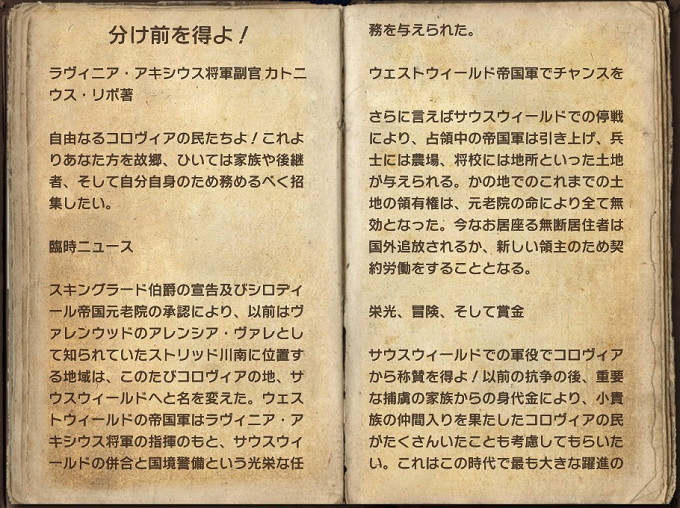 分け前を得よ！
ラヴィニア・アキシウス将軍副官 カトニ
ウス・リポ著
自由なるコロヴィアの民たちよ！これよ
りあなた方を故郷、ひいては家族や後継
者、そして自分自身のため務めるべく招
集したい。
臨時ニュース
スキングラード伯爵の宣告及びシロディ
ール帝国元老院の承認により、以前はヴ
ァレンウッドのアレンシア・ヴァレとし
て知られていたストリッド川南に位置す
る地域は、このたびコロヴィアの地、サ
ウスウィールドへと名を変えた。ウェス
トウィールドの帝国軍はラヴィニア・ア
キシウス将軍の指揮のもと、サウスウィ
ールドの併合と国境警備という光栄な任
務を与えられた。
ウェストウィールド帝国軍でチャンスを
さらに言えばサウスウィールドでの停戦
により、占領中の帝国軍は引き上げ、兵
士には農場、将校には地所といった土地
が与えられる。かの地でのこれまでの土
地の領有権は、元老院の命により全て無
効となった。今なお居座る無断居住者は
国外追放されるか、新しい領主のため契
約労働をすることとなる。
栄光、冒険、そして賞金
サウスウィールドでの軍役でコロヴィア
から称賛を得よ！以前の抗争の後、重要
な捕虜の家族からの身代金により、小貴
族の仲間入りを果たしたコロヴィアの民
がたくさんいたことも考慮してもらいた
い。これはこの時代で最も大きな躍進の